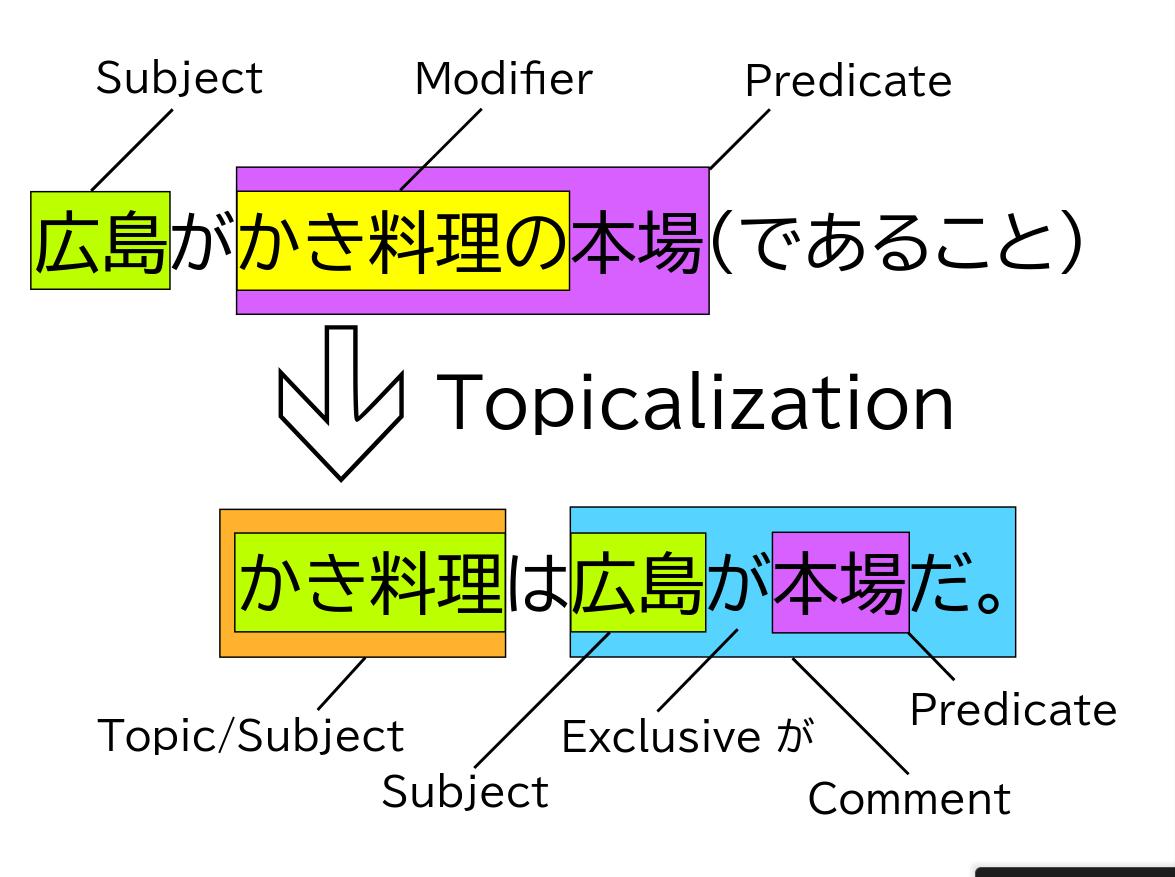 Subject Modifier Predicate
広島がかき料理の本場(であること)
Topicalization
かき料理は広島が本場だ。
Predicate
Topic/Subject Exclusive が
Subject Comment